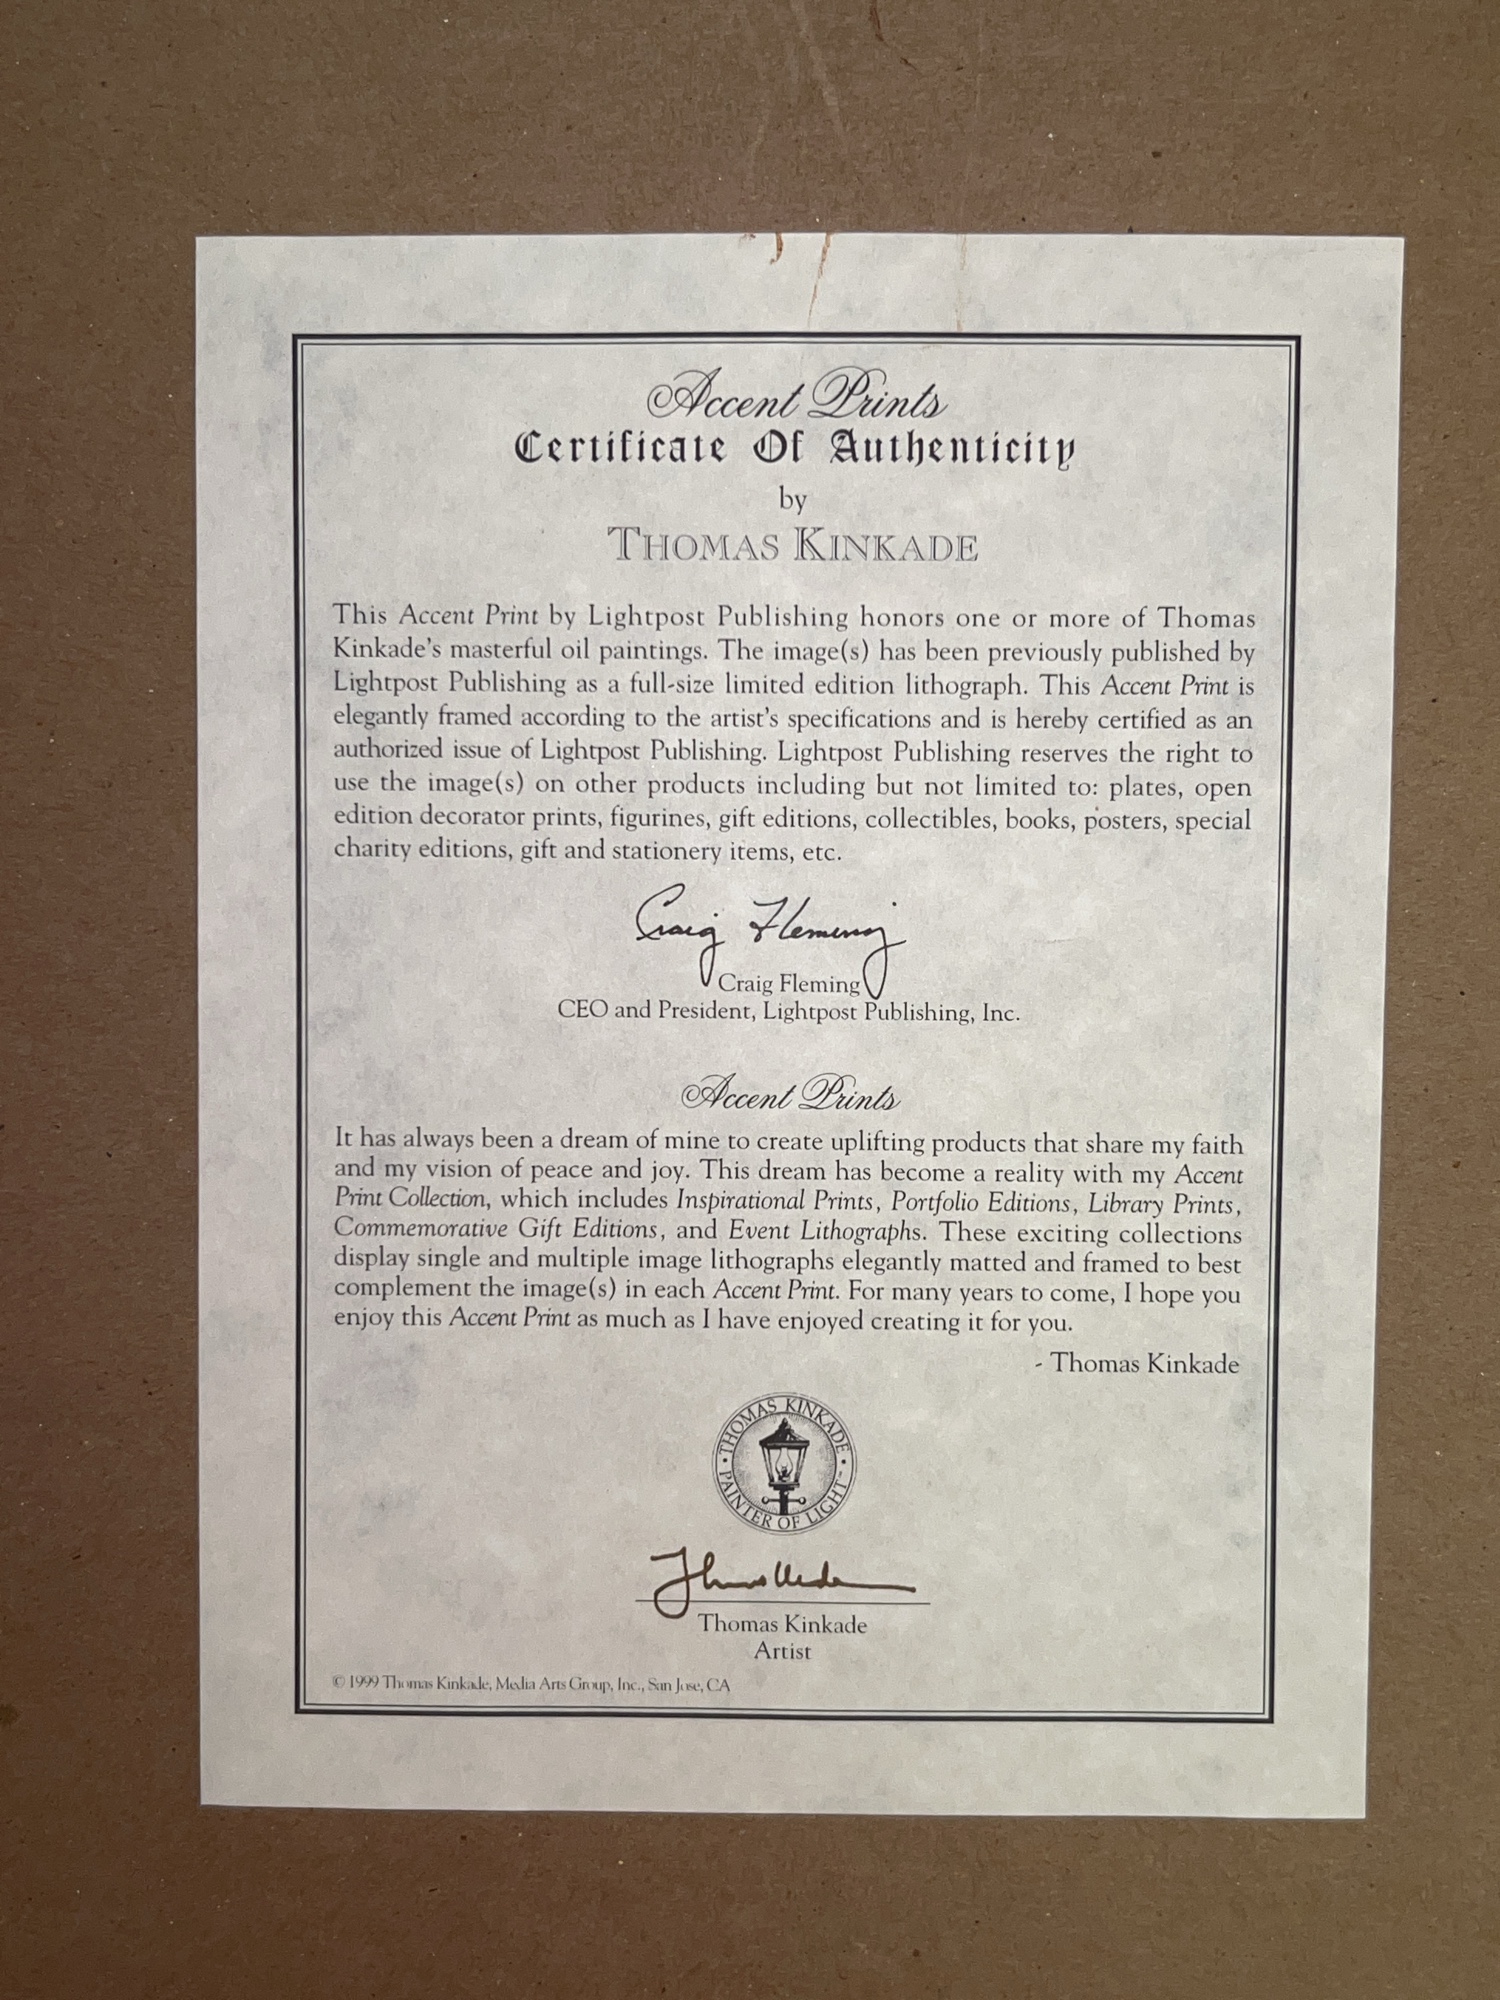 Accent Prints
Certificate Of Authenticity
by
THOMAS KINKADE
This Accent Print by Lightpost Publishing honors one or more of Thomas
Kinkade's masterful oil paintings. The image(s) has been previously published by
Lightpost Publishing as a full-size limited edition lithograph. This Accent Print is
elegantly framed according to the artist's specifications and is hereby certified as an
authorized issue of Lightpost Publishing. Lightpost Publishing reserves the right to
use the image(s) on other products including but not limited to: plates, open
edition decorator prints, figurines, gift editions, collectibles, books, posters, special
charity editions, gift and stationery items, etc.
Craig Fleming
Craig Fleming
CEO and President, Lightpost Publishing, Inc.
Accent Prints
It has always been a dream of mine to create uplifting products that share my faith
and my vision of peace and joy. This dream has become a reality with my Accent
Print Collection, which includes Inspirational Prints, Portfolio Editions, Library Prints,
Commemorative Gift Editions, and Event Lithographs. These exciting collections
display single and multiple image lithographs elegantly matted and framed to best
complement the image(s) in each Accent Print. For many years to come, I hope you
enjoy this Accent Print as much as I have enjoyed creating it for you.
- Thomas Kinkade
·THOMAS KINKADE·
PAINTER OF LIGHT™
Thomas Kinkade
Artist
© 1999 Thomas Kinkade, Media Arts Group, Inc., San Jose, CA